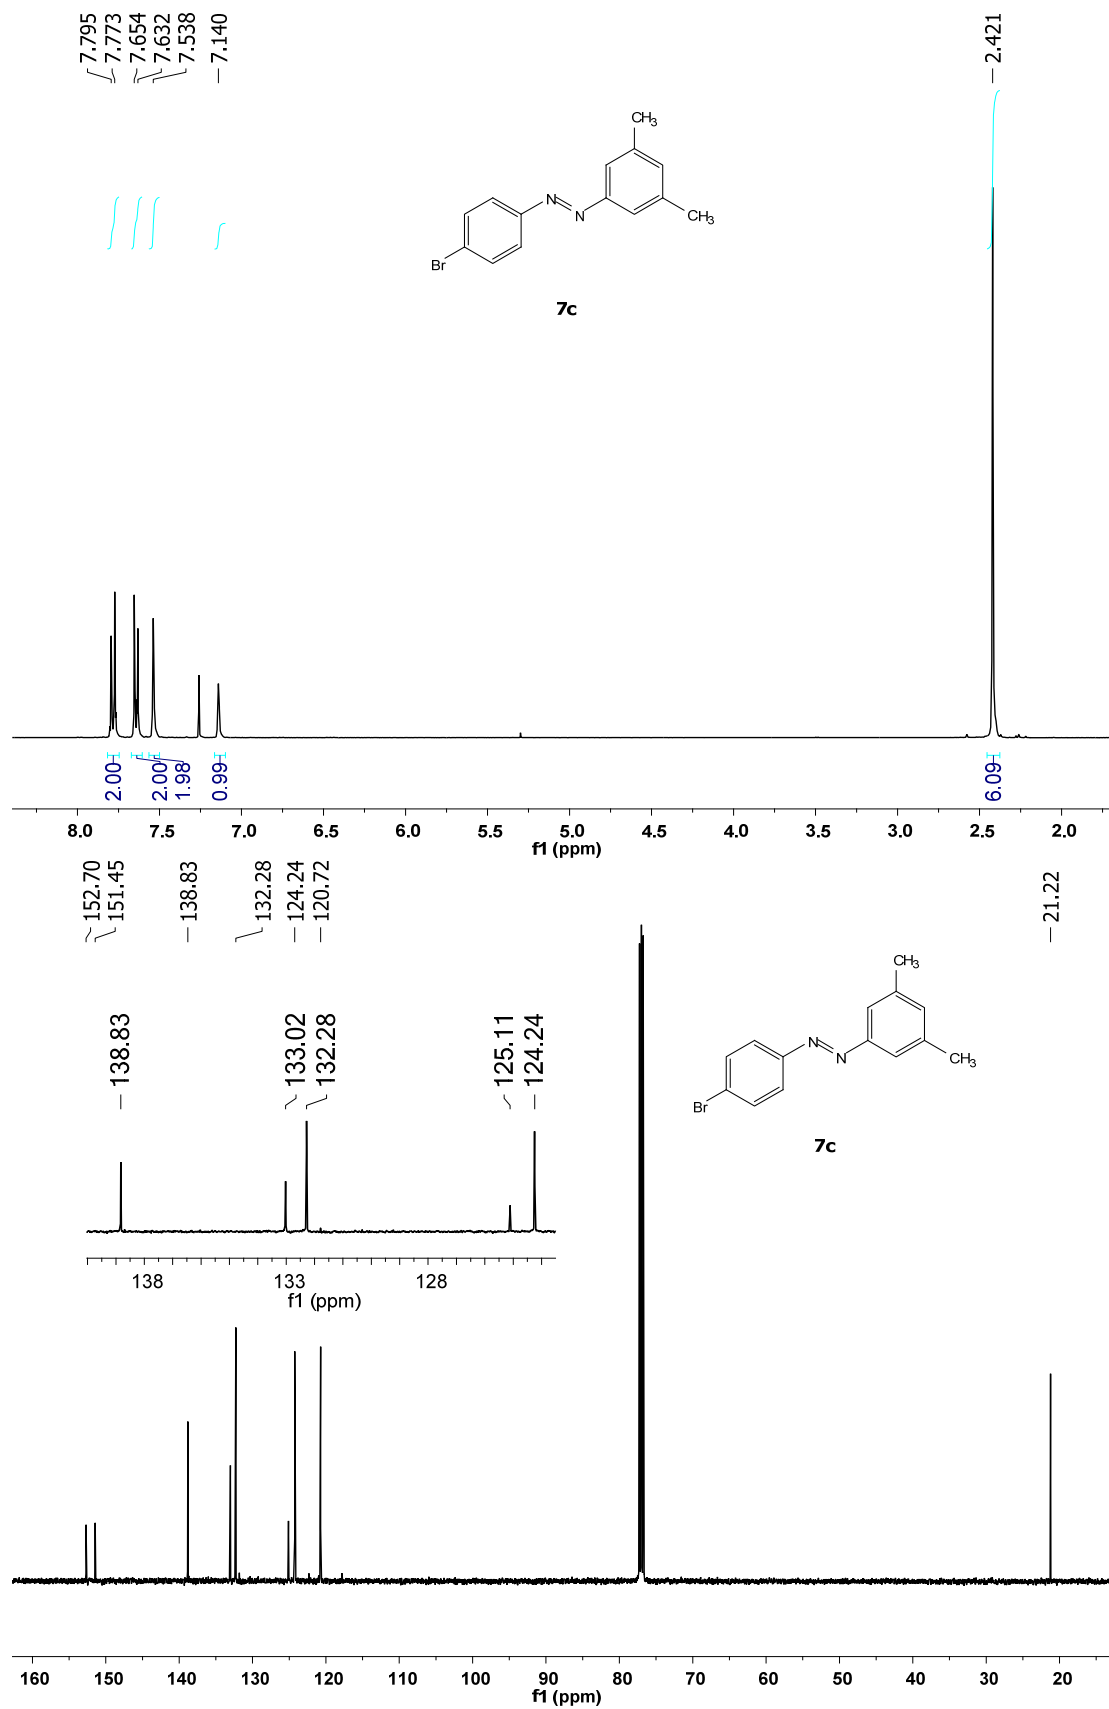 7.795
7.773
7.654
7.632
7.538
7.140
2.421
CH3
N
N
CH3
Br
7c
2.00
2.00
1.98
0.99
6.09
8.0 7.5 7.0 6.5 6.0 5.5 5.0 4.5 4.0 3.5 3.0 2.5 2.0
f1 (ppm)
152.70
151.45
138.83
132.28
124.24
120.72
21.22
CH3
N
N
CH3
Br
7c
138.83
133.02
132.28
125.11
124.24
138 133 128
f1 (ppm)
160 150 140 130 120 110 100 90 80 70 60 50 40 30 20
f1 (ppm)